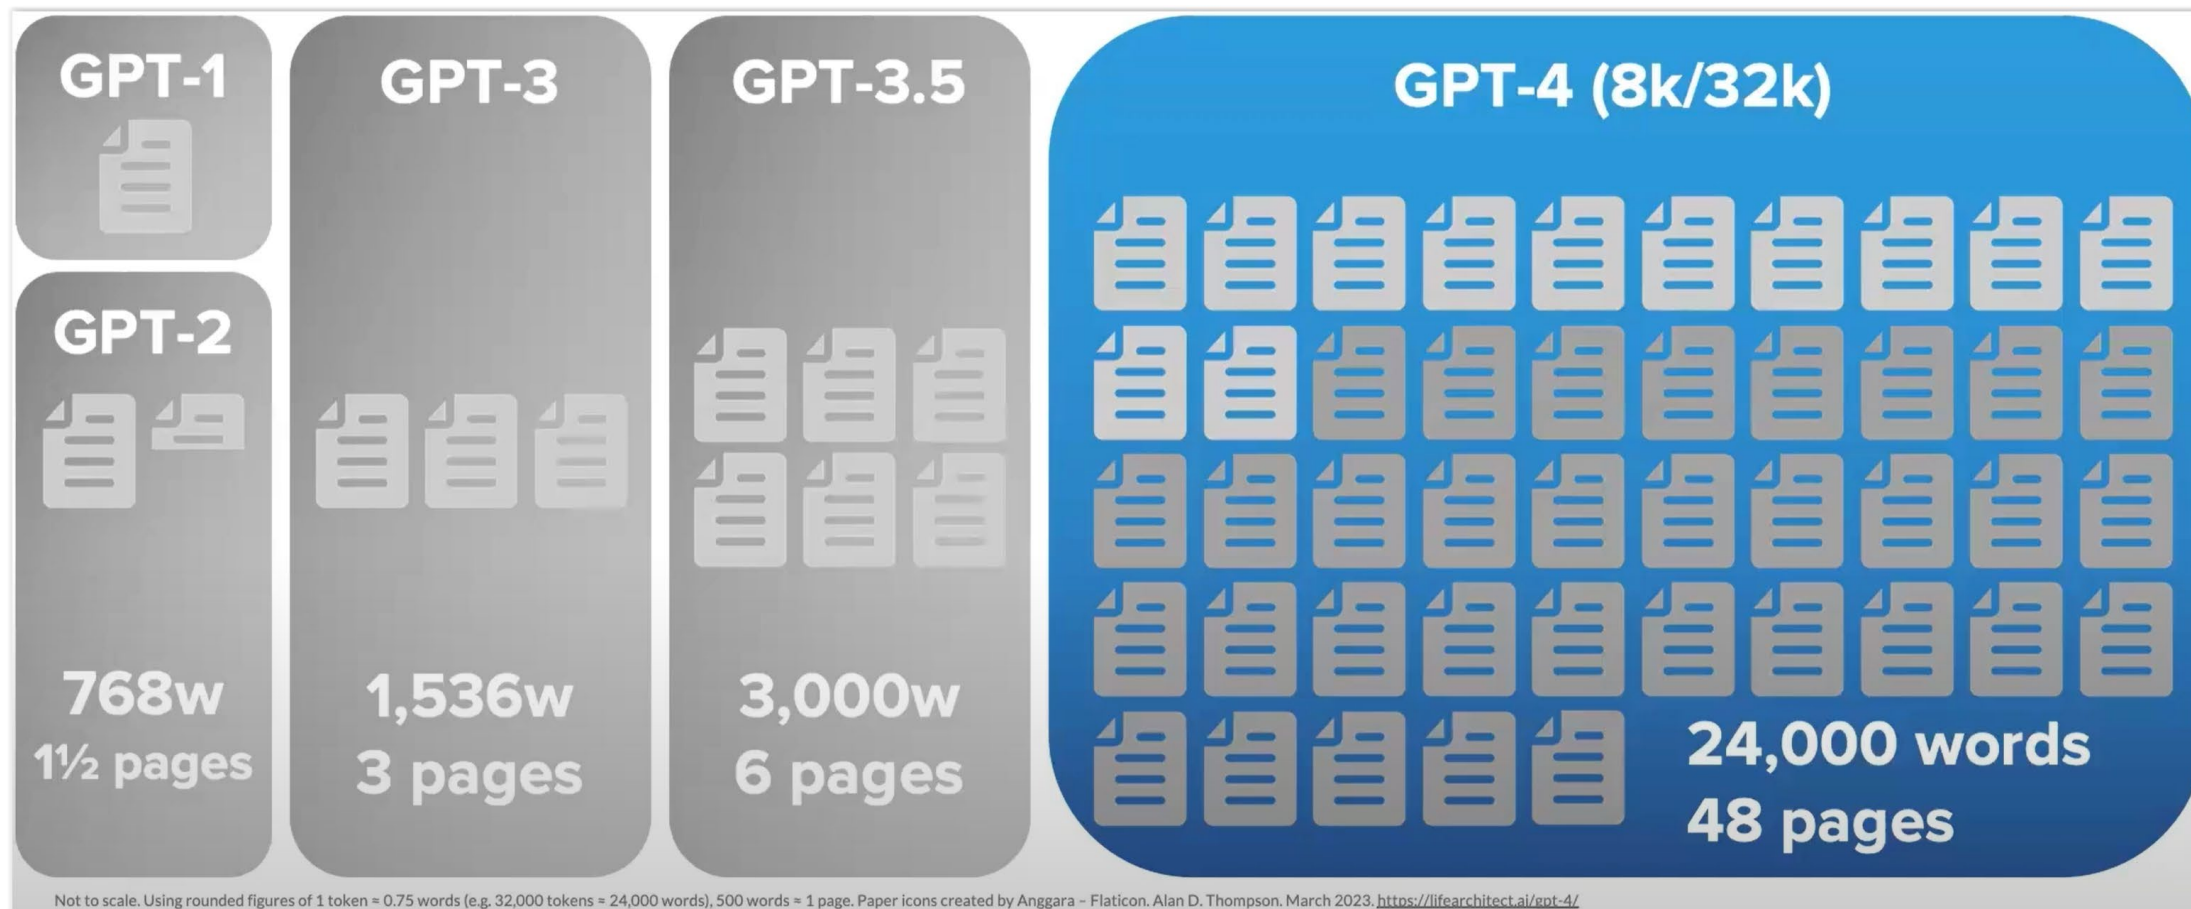 GPT-1
GPT-2
768w
1½ pages
GPT-3
1,536w
3 pages
GPT-3.5
3,000w
6 pages
GPT-4 (8k/32k)
24,000 words
48 pages
Not to scale. Using rounded figures of 1 token ≈ 0.75 words (e.g. 32,000 tokens ≈ 24,000 words), 500 words ≈ 1 page. Paper icons created by Anggara – Flaticon. Alan D. Thompson. March 2023. https://lifearchitect.ai/gpt-4/